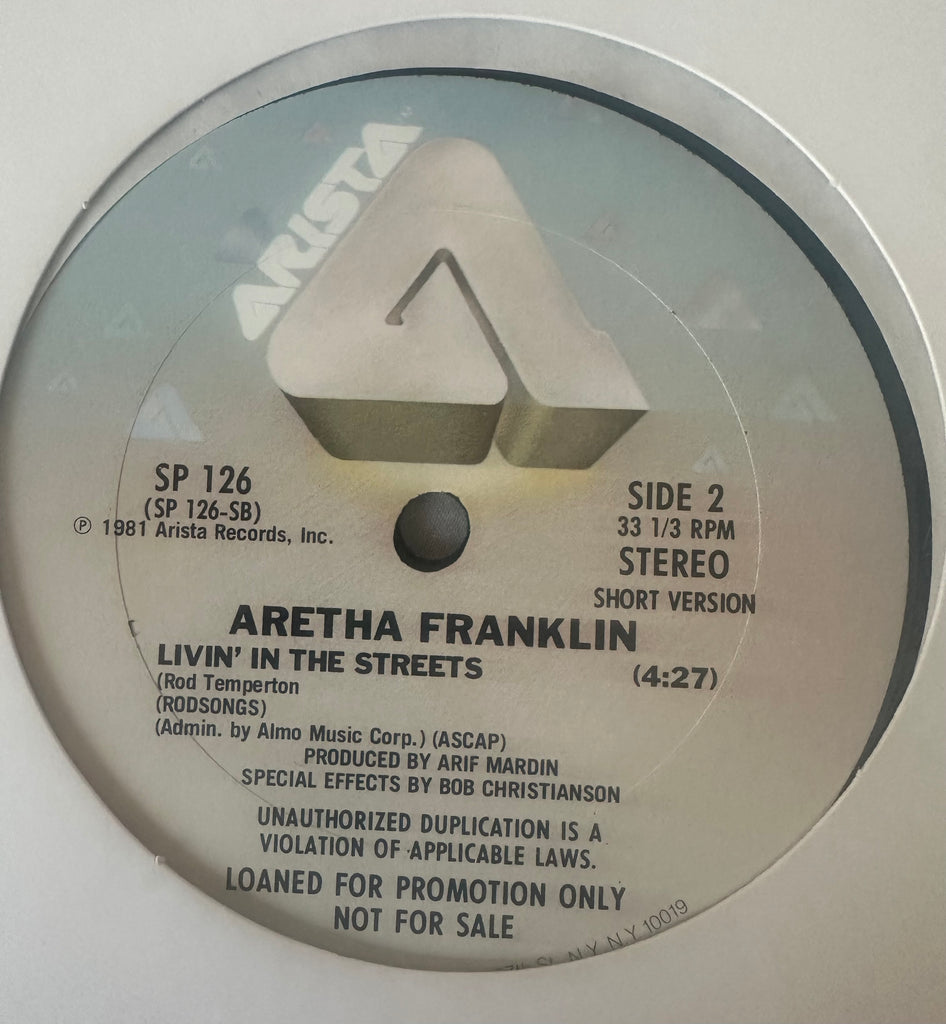 ARISTA
SP 126
(SP 126-SB)
℗ 1981 Arista Records, Inc.
SIDE 2
33 1/3 RPM
STEREO
SHORT VERSION
ARETHA FRANKLIN
LIVIN' IN THE STREETS (4:27)
(Rod Temperton
(RODSONGS)
(Admin. by Almo Music Corp.) (ASCAP)
PRODUCED BY ARIF MARDIN
SPECIAL EFFECTS BY BOB CHRISTIANSON
UNAUTHORIZED DUPLICATION IS A
VIOLATION OF APPLICABLE LAWS.
LOANED FOR PROMOTION ONLY
NOT FOR SALE
St. N.Y. N.Y. 10019